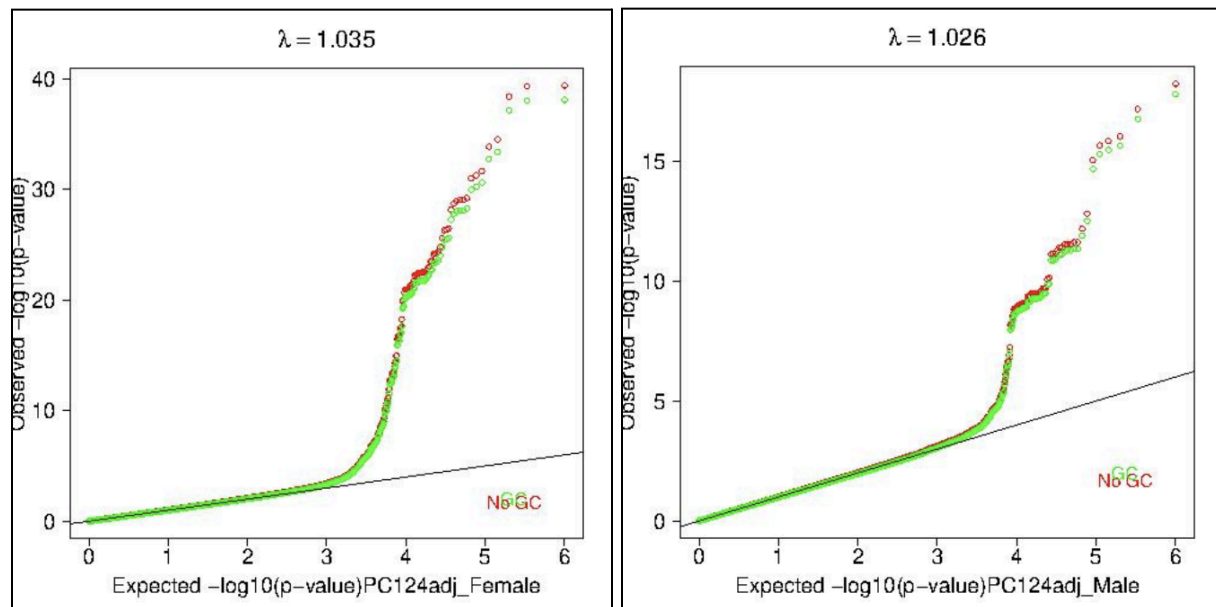 λ = 1.035
40
30
20
10
0
Observed −log10(p−value)
0 1 2 3 4 5 6
Expected −log10(p−value)PC124adj_Female
GC
No GC
λ = 1.026
15
10
5
0
Observed −log10(p−value)
0 1 2 3 4 5 6
Expected −log10(p−value)PC124adj_Male
GC
No GC